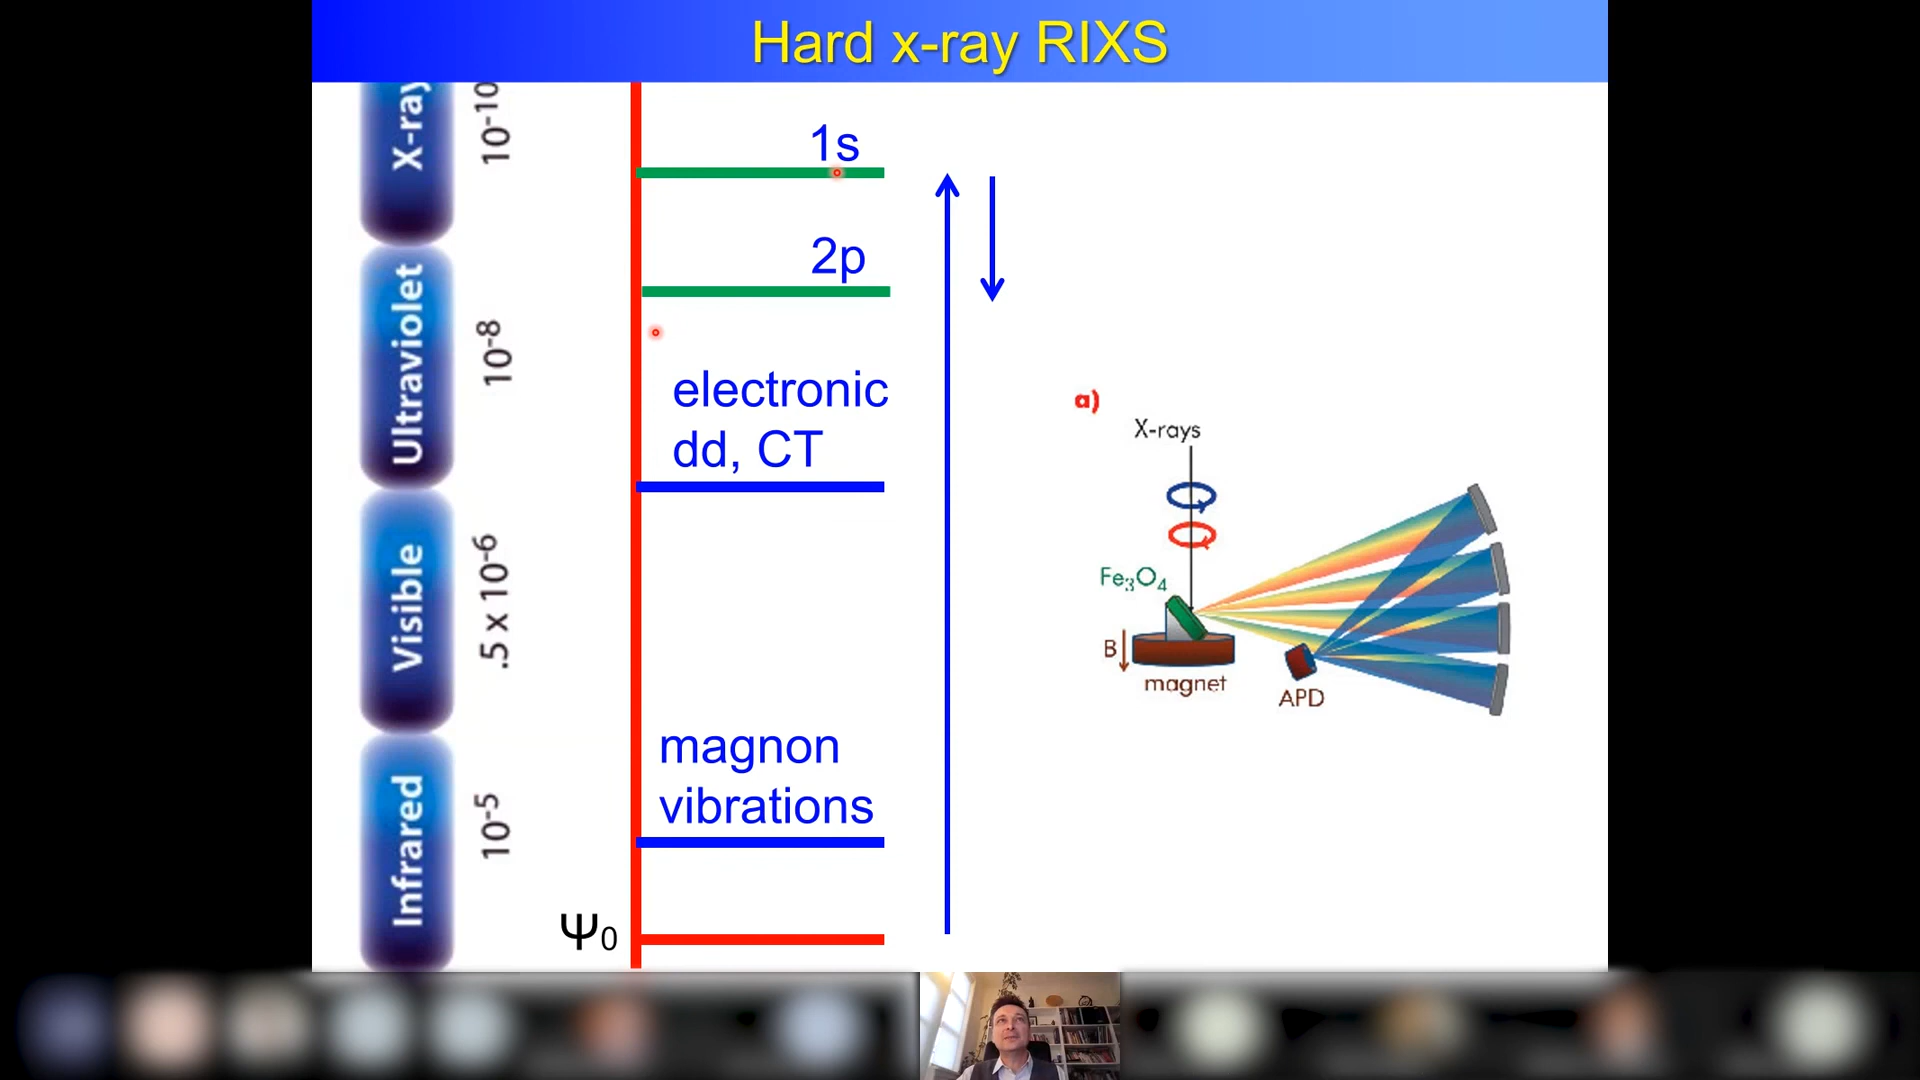 Hard x-ray RIXS
X-ray
10-10
1s
2p
Ultraviolet
10-8
electronic
dd, CT
a)
X-rays
Fe3O4
B
magnet
APD
Visible
.5 x 10-6
magnon
vibrations
Infrared
10-5
Ψ0